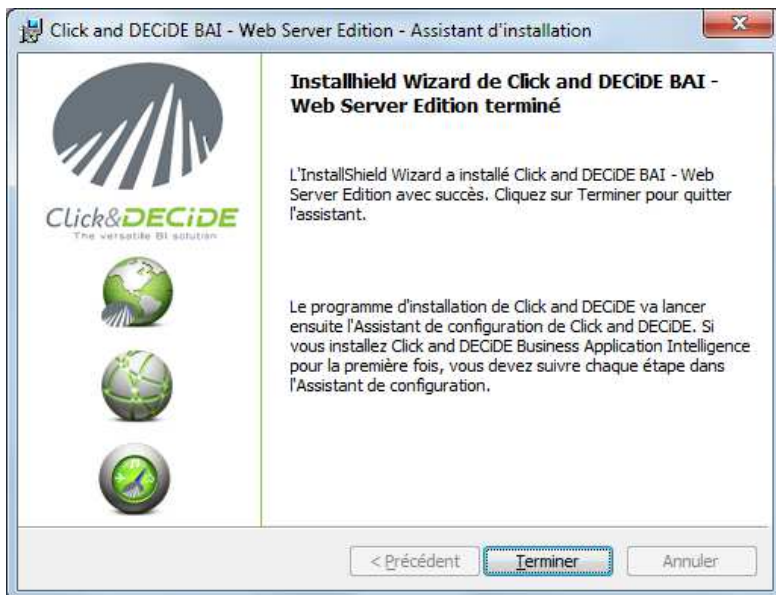 Click and DECiDE BAI - Web Server Edition - Assistant d'installation
Installhield Wizard de Click and DECiDE BAI -
Web Server Edition terminé
L'InstallShield Wizard a installé Click and DECiDE BAI - Web
Server Edition avec succès. Cliquez sur Terminer pour quitter
l'assistant.
Click&DECiDE
The versatile BI solution
Le programme d'installation de Click and DECiDE va lancer
ensuite l'Assistant de configuration de Click and DECiDE. Si
vous installez Click and DECiDE Business Application Intelligence
pour la première fois, vous devez suivre chaque étape dans
l'Assistant de configuration.
< Précédent
Terminer
Annuler